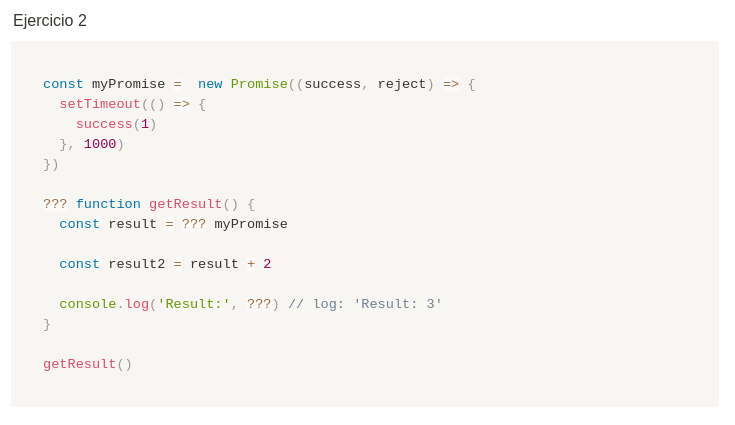 Ejercicio 2
const myPromise =  new Promise((success, reject) => {
  setTimeout(() => {
    success(1)
  }, 1000)
})
??? function getResult() {
  const result = ??? myPromise
  const result2 = result + 2
  console.log('Result:', ???) // log: 'Result: 3'
}
getResult()